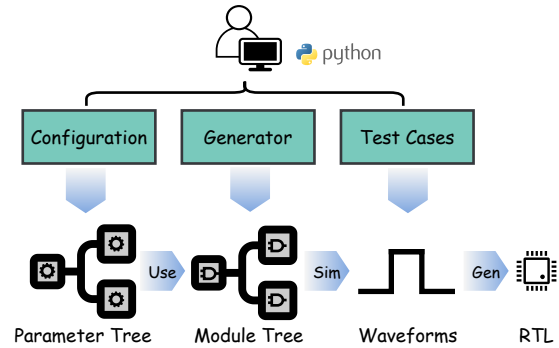 python
Configuration
Generator
Test Cases
Use
Sim
Gen
Parameter Tree
Module Tree
Waveforms
RTL